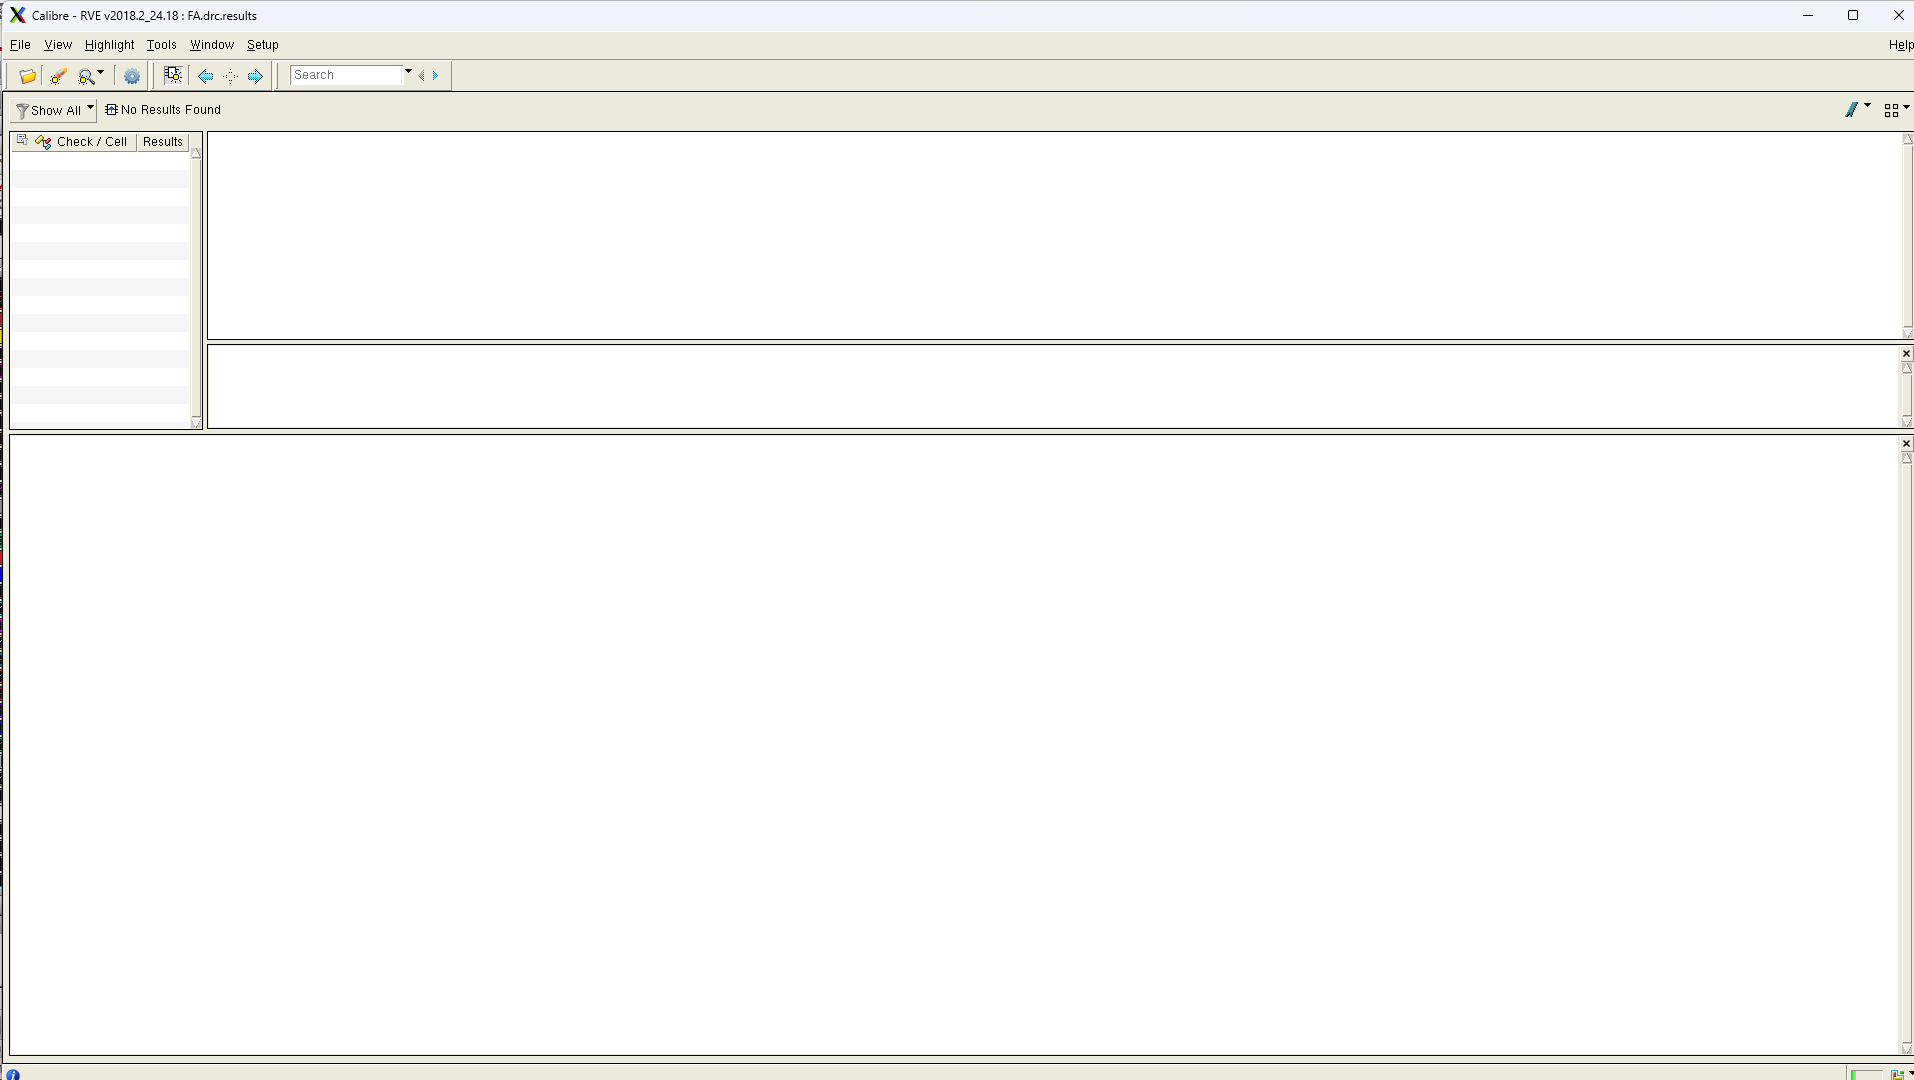 Calibre - RVE v2018.2_24.18 : FA.drc.results
File View Highlight Tools Window Setup Help
Search
Show All No Results Found
Check / Cell Results